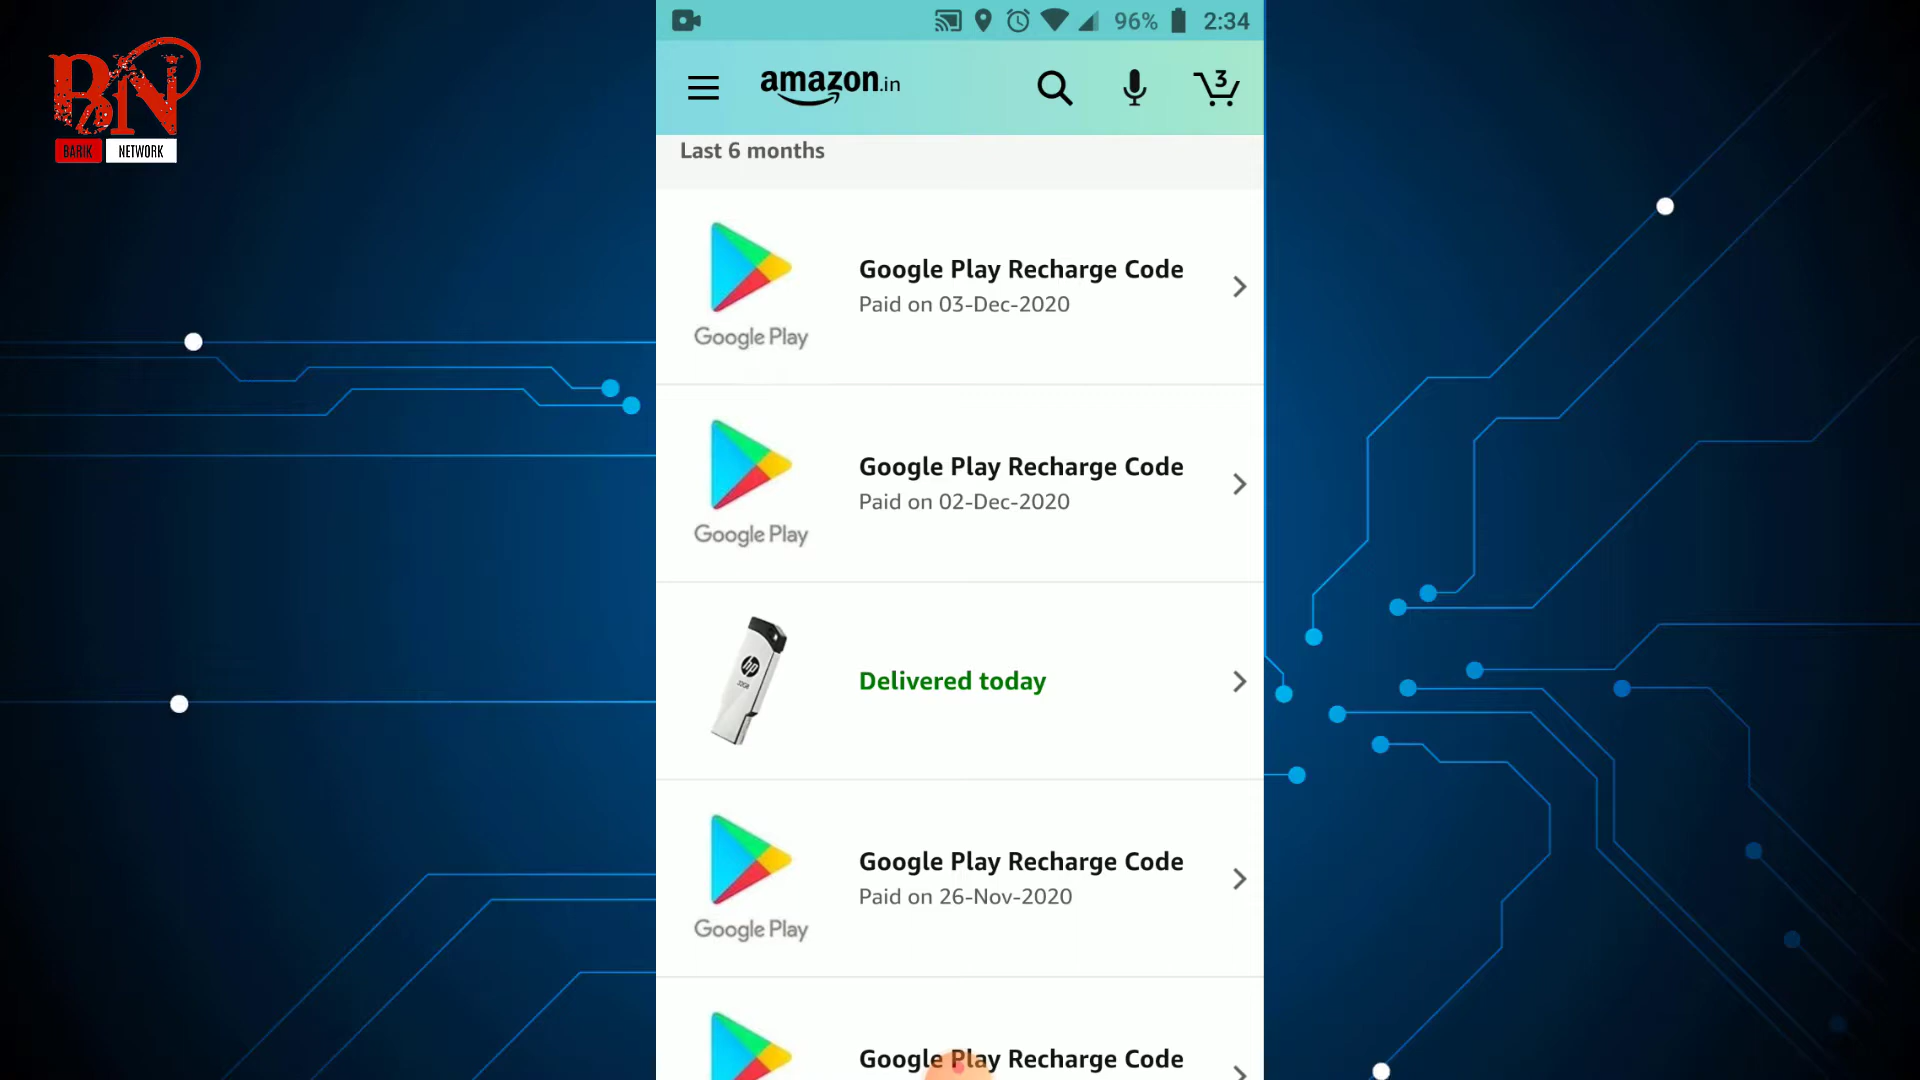 96% 2:34
BN
BARIK NETWORK
amazon.in
3
Last 6 months
Google Play Recharge Code
Paid on 03-Dec-2020
Google Play
Google Play Recharge Code
Paid on 02-Dec-2020
Google Play
hp
32GB
Delivered today
Google Play Recharge Code
Paid on 26-Nov-2020
Google Play
Google Play Recharge Code